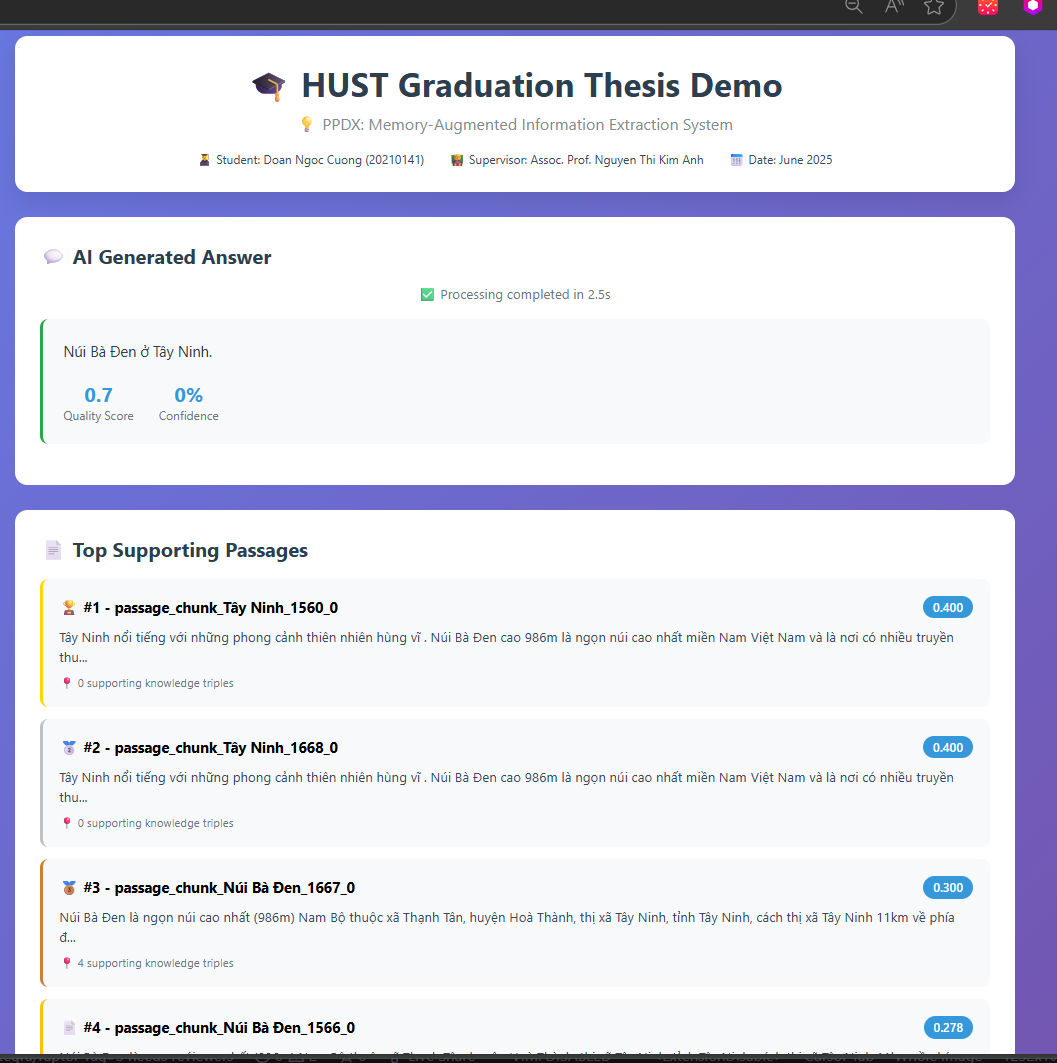 HUST Graduation Thesis Demo
PPDX: Memory-Augmented Information Extraction System
Student: Doan Ngoc Cuong (20210141) Supervisor: Assoc. Prof. Nguyen Thi Kim Anh Date: June 2025
AI Generated Answer
Processing completed in 2.5s
Núi Bà Đen ở Tây Ninh.
0.7 0%
Quality Score Confidence
Top Supporting Passages
#1 - passage_chunk_Tây Ninh_1560_0 0.400
Tây Ninh nổi tiếng với những phong cảnh thiên nhiên hùng vĩ . Núi Bà Đen cao 986m là ngọn núi cao nhất miền Nam Việt Nam và là nơi có nhiều truyền
thu...
0 supporting knowledge triples
#2 - passage_chunk_Tây Ninh_1668_0 0.400
Tây Ninh nổi tiếng với những phong cảnh thiên nhiên hùng vĩ . Núi Bà Đen cao 986m là ngọn núi cao nhất miền Nam Việt Nam và là nơi có nhiều truyền
thu...
0 supporting knowledge triples
#3 - passage_chunk_Núi Bà Đen_1667_0 0.300
Núi Bà Đen là ngọn núi cao nhất (986m) Nam Bộ thuộc xã Thạnh Tân, huyện Hoà Thành, thị xã Tây Ninh, tỉnh Tây Ninh, cách thị xã Tây Ninh 11km về phía
đ...
4 supporting knowledge triples
#4 - passage_chunk_Núi Bà Đen_1566_0 0.278